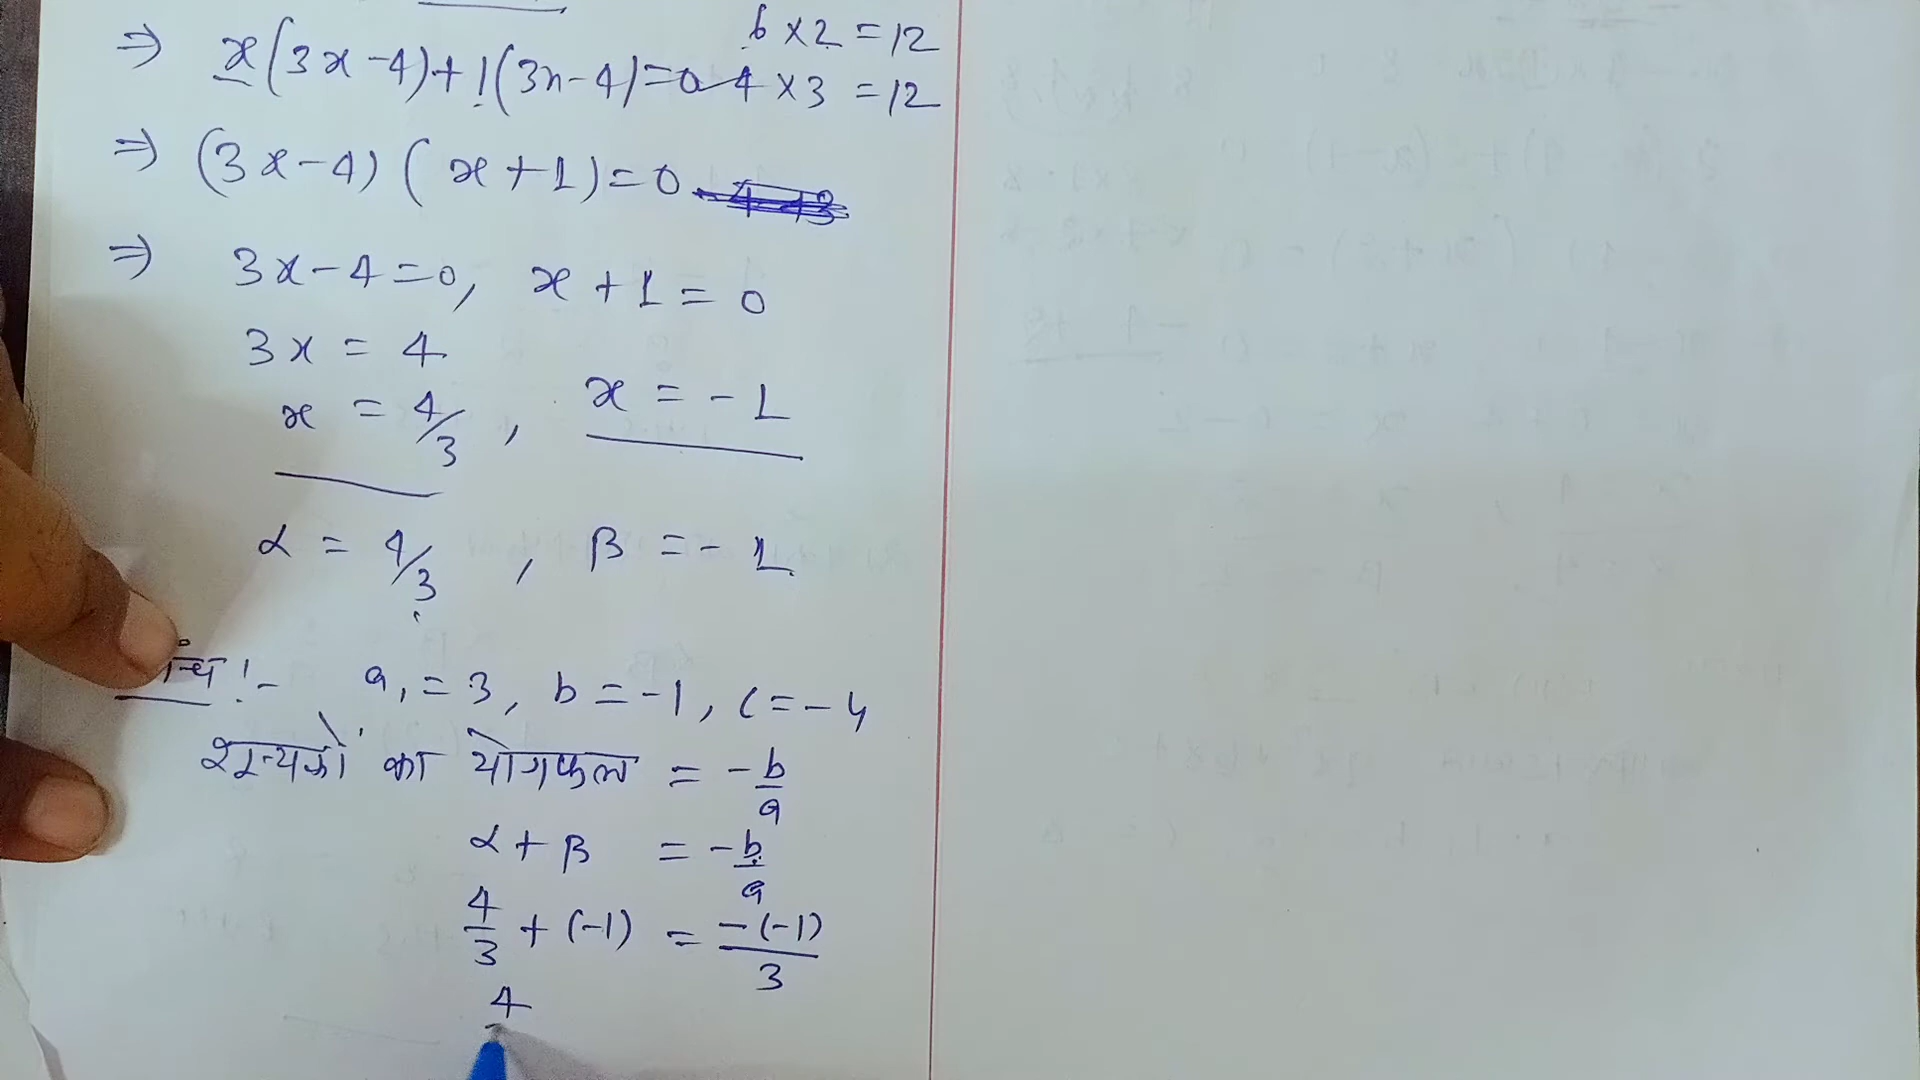 6 × 2 = 12
⇒ x(3x-4)+1(3x-4)=0 4 × 3 = 12
⇒ (3x-4) (x+1)=0
⇒ 3x-4=0, x+1=0
3x = 4
x = 4/3, x = -1
α = 4/3, β = -1
a = 3, b = -1, c = -4
शून्यकों का योगफल = -b/a
α + β = -b/a
4/3 + (-1) = -(-1)/3
4